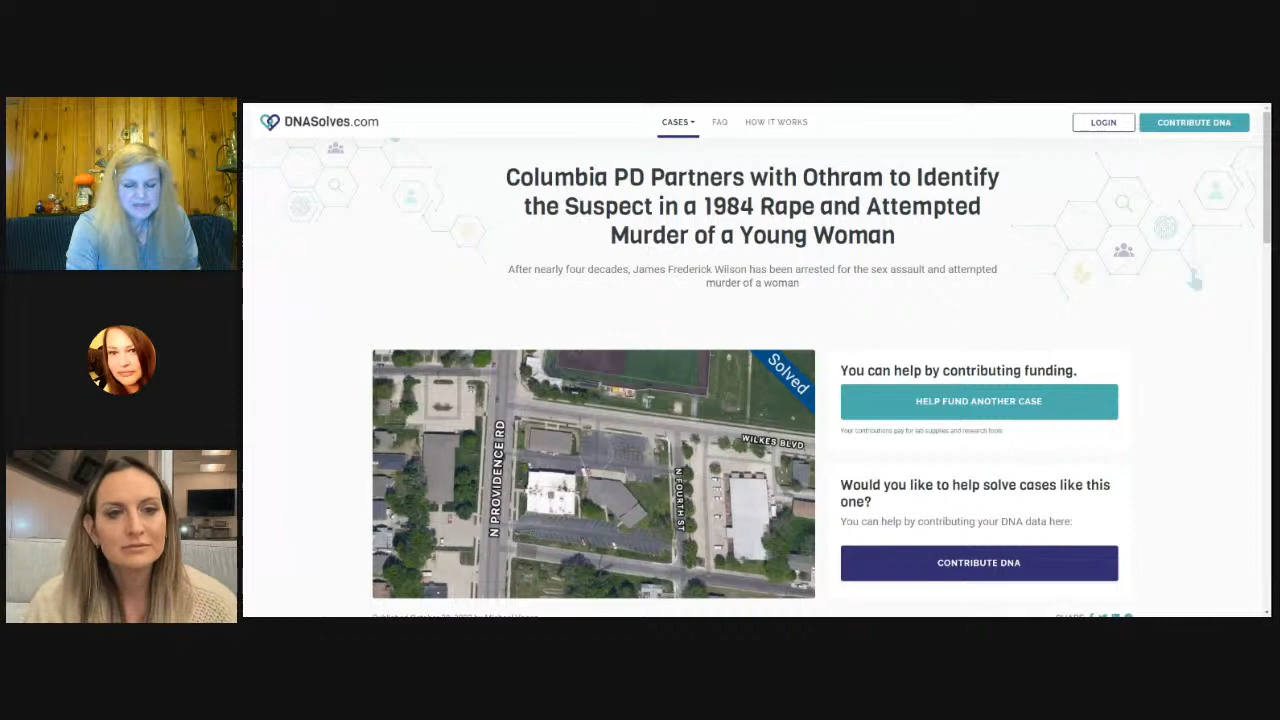 DNASolves.com
CASES
FAQ
HOW IT WORKS
LOGIN
CONTRIBUTE DNA
Columbia PD Partners with Othram to Identify
the Suspect in a 1984 Rape and Attempted
Murder of a Young Woman
After nearly four decades, James Frederick Wilson has been arrested for the sex assault and attempted
murder of a woman
Solved
N PROVIDENCE RD
WILKES BLVD
N FOURTH ST
You can help by contributing funding.
HELP FUND ANOTHER CASE
Your contributions pay for lab supplies and research tools
Would you like to help solve cases like this
one?
You can help by contributing your DNA data here:
CONTRIBUTE DNA